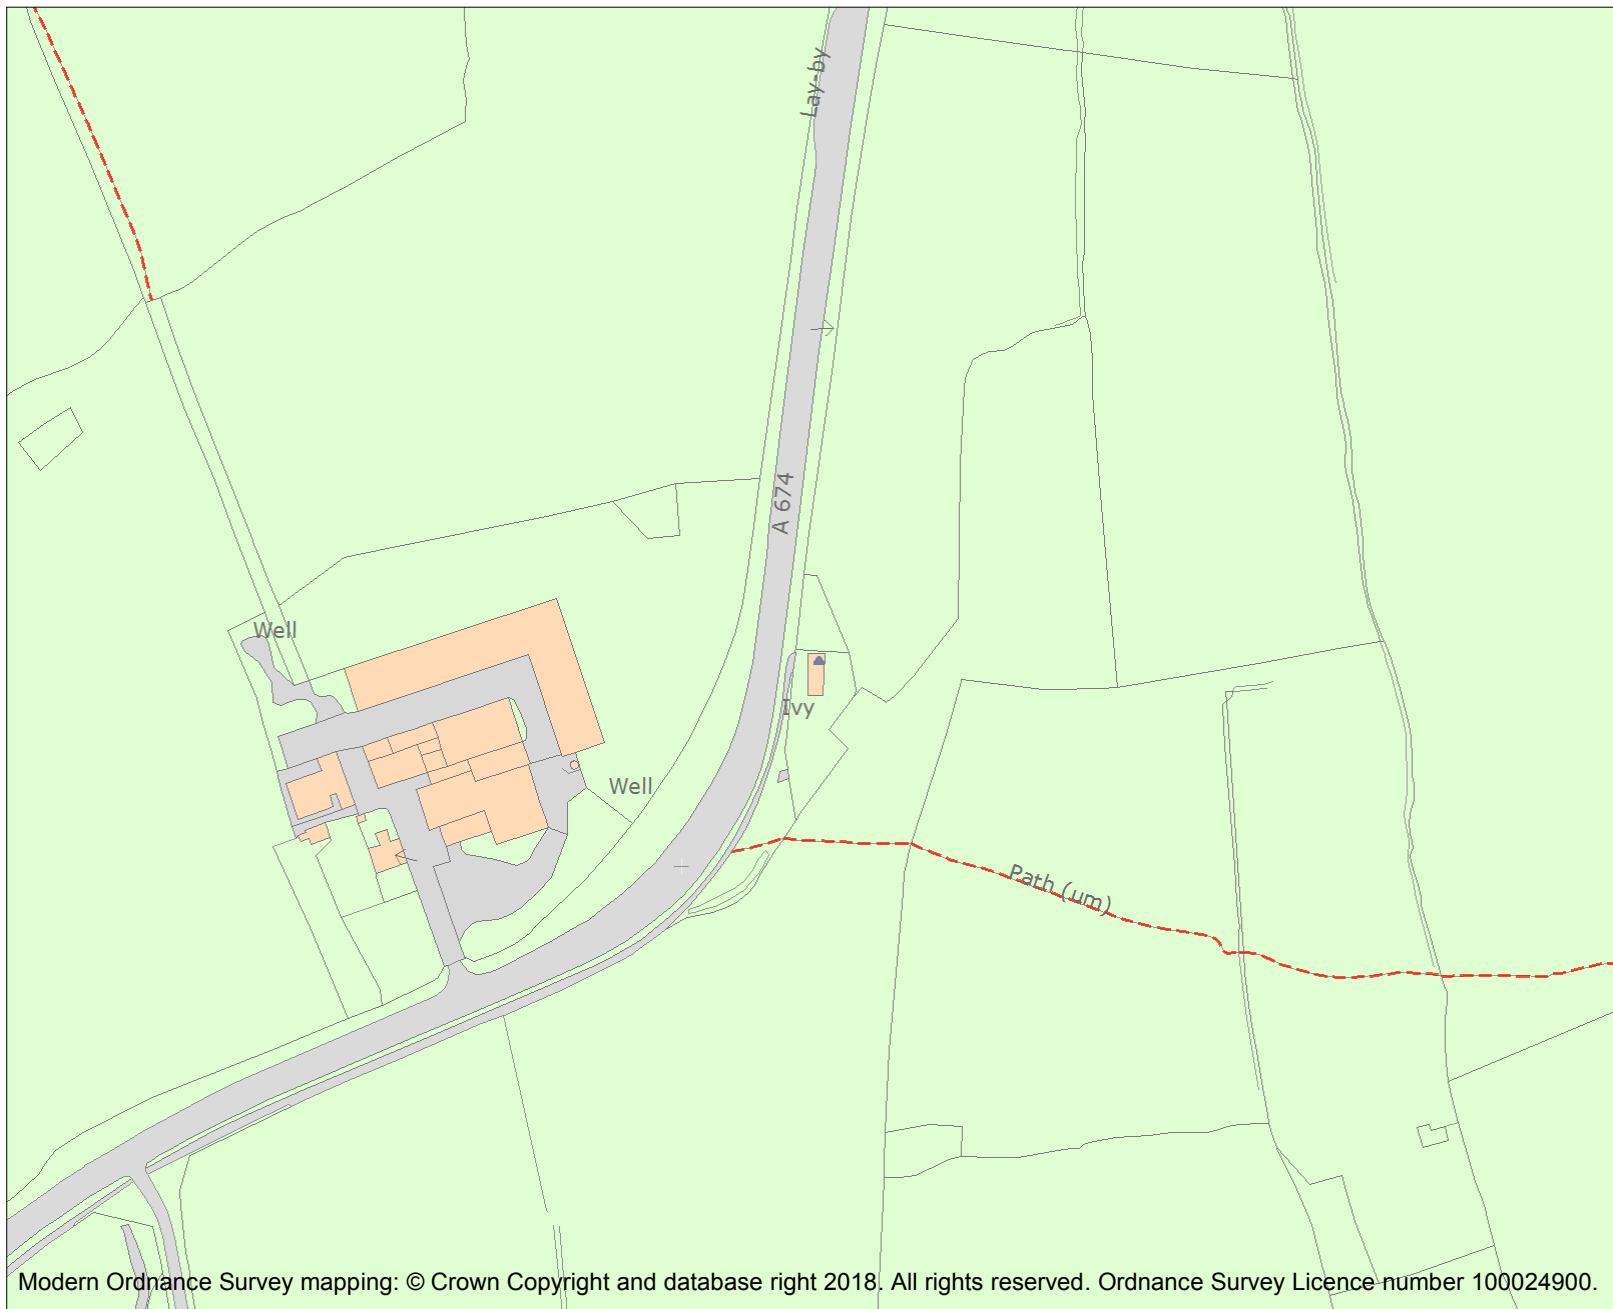 Lay-by
A 674
Well
Ivy
Well
Path (um)
Modern Ordnance Survey mapping: © Crown Copyright and database right 2018. All rights reserved. Ordnance Survey Licence number 100024900.